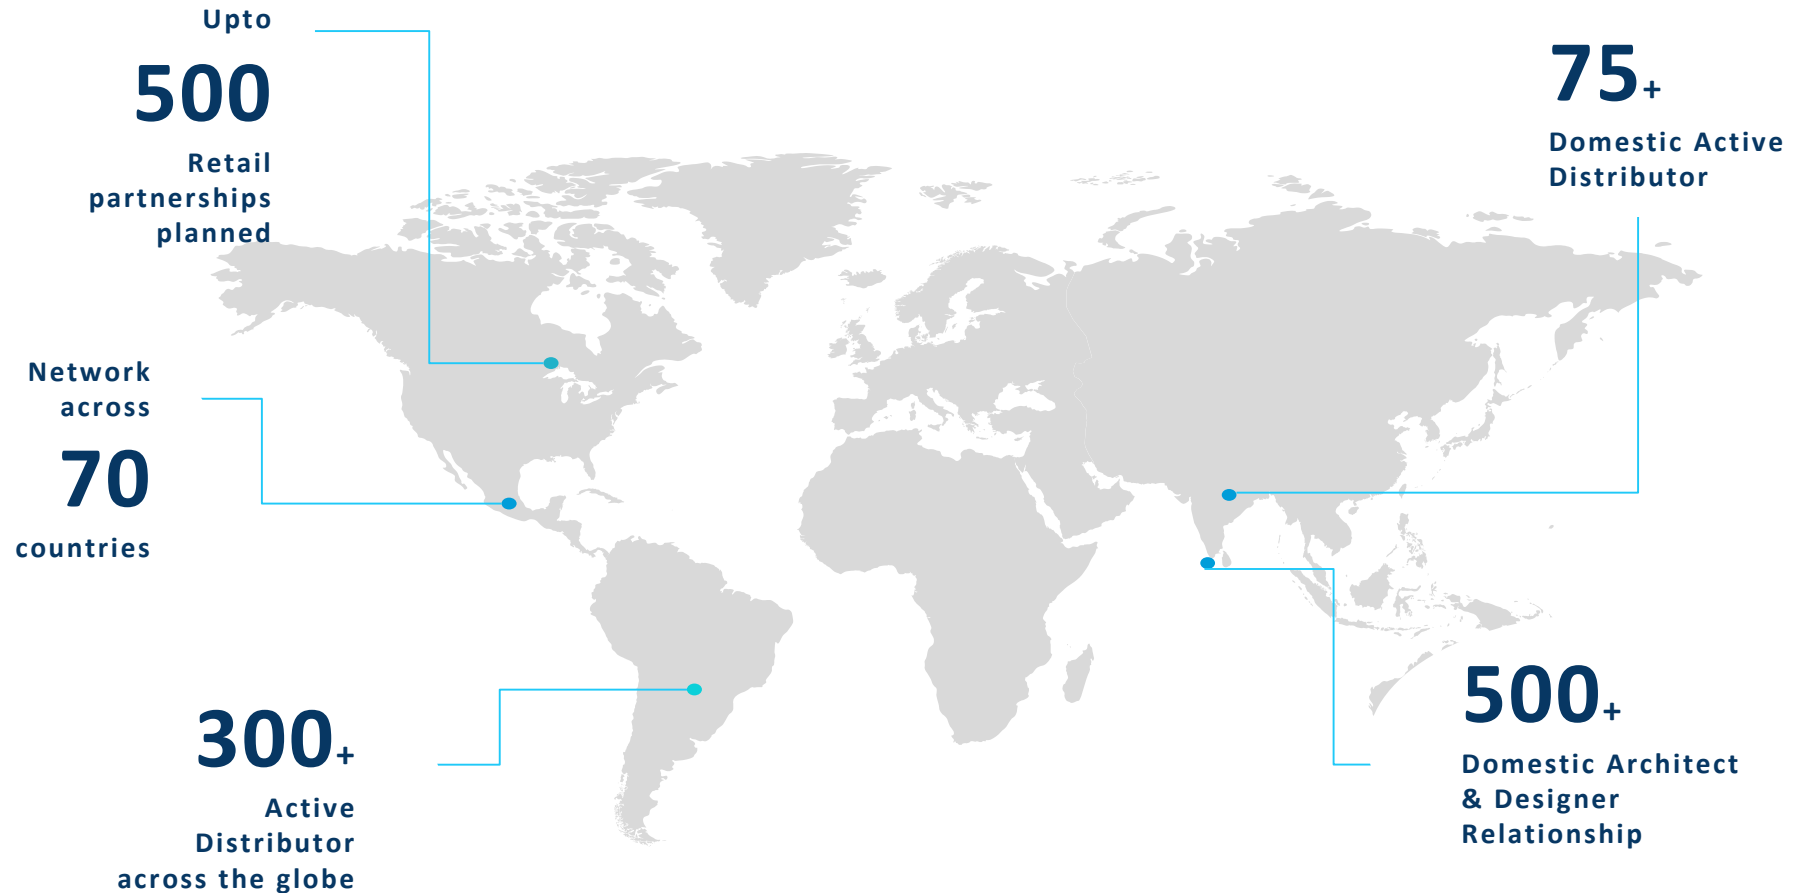 Upto
500
Retail
partnerships
planned
Network
across
70
countries
300+
Active
Distributor
across the globe
75+
Domestic Active
Distributor
500+
Domestic Architect
& Designer
Relationship